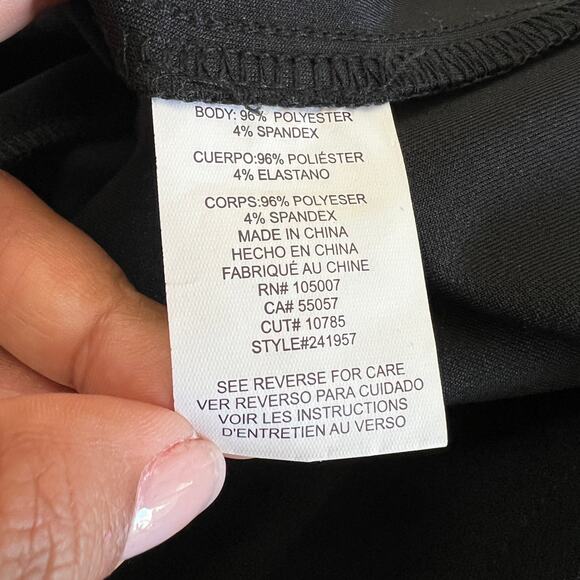 BODY: 96% POLYESTER
4% SPANDEX
CUERPO:96% POLIÉSTER
4% ELASTANO
CORPS:96% POLYESER
4% SPANDEX
MADE IN CHINA
HECHO EN CHINA
FABRIQUÉ AU CHINE
RN# 105007
CA# 55057
CUT# 10785
STYLE#241957
SEE REVERSE FOR CARE
VER REVERSO PARA CUIDADO
VOIR LES INSTRUCTIONS
D'ENTRETIEN AU VERSO